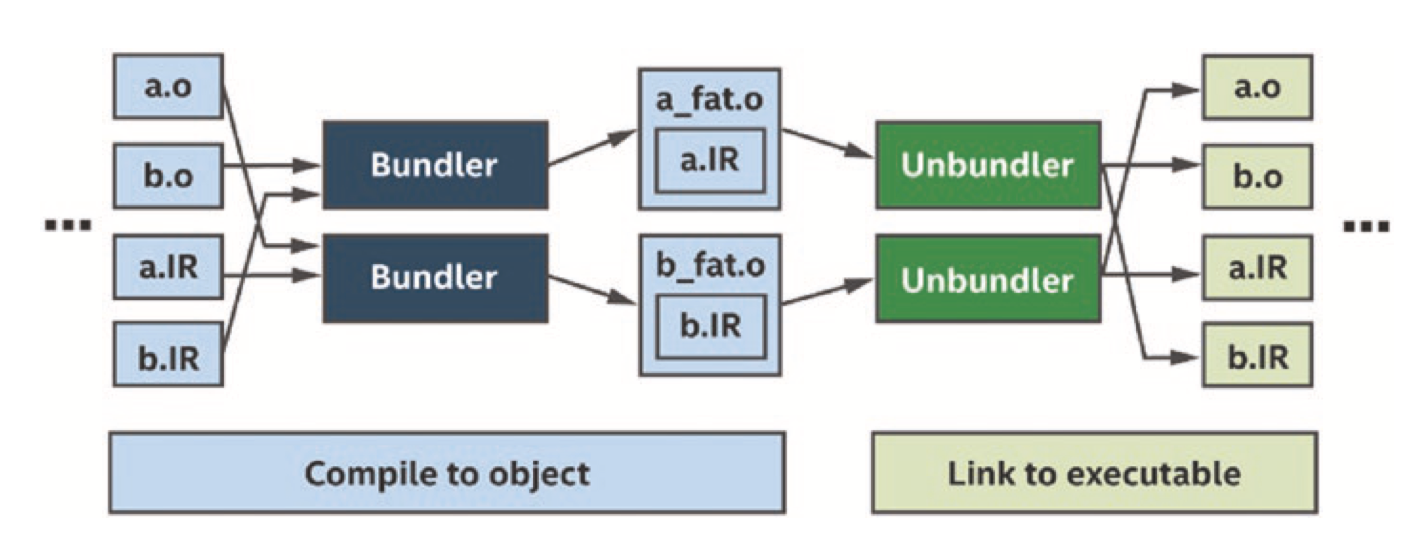 a.o
b.o
a.IR
b.IR
...
Bundler
Bundler
a_fat.o
a.IR
b_fat.o
b.IR
Unbundler
Unbundler
a.o
b.o
a.IR
b.IR
...
Compile to object
Link to executable